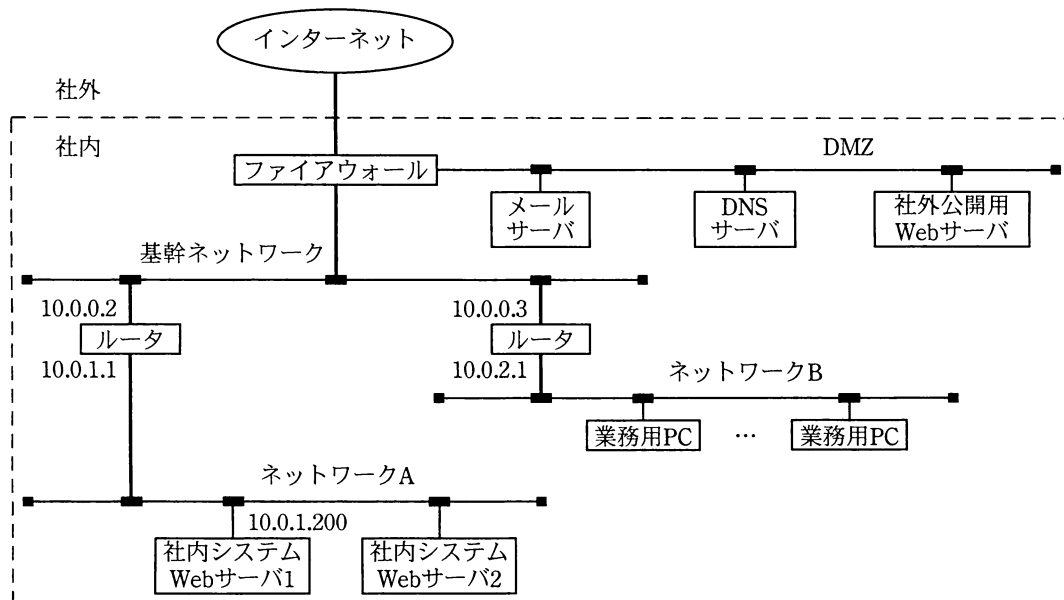 インターネット
社外
社内
ファイアウォール
DMZ
メール
サーバ
DNS
サーバ
社外公開用
Webサーバ
基幹ネットワーク
10.0.0.2
ルータ
10.0.1.1
10.0.0.3
ルータ
10.0.2.1
ネットワークB
業務用PC
…
業務用PC
ネットワークA
10.0.1.200
社内システム
Webサーバ1
社内システム
Webサーバ2